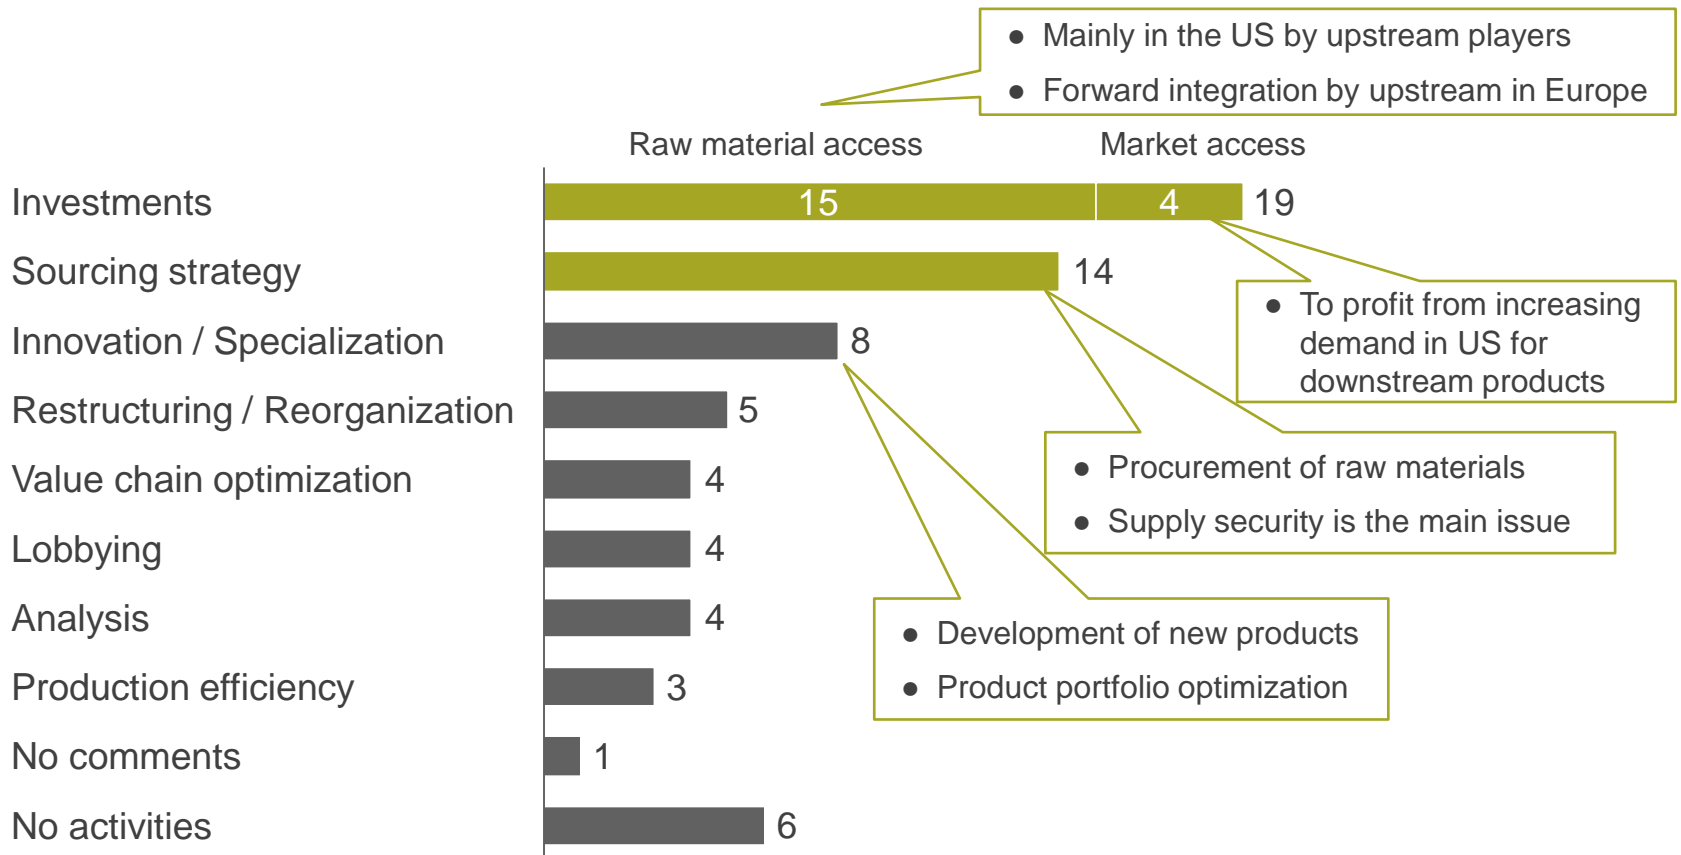 ● Mainly in the US by upstream players
● Forward integration by upstream in Europe
Raw material access Market access
Investments 15 4 19
Sourcing strategy 14
● To profit from increasing
demand in US for
downstream products
Innovation / Specialization 8
Restructuring / Reorganization 5
● Procurement of raw materials
● Supply security is the main issue
Value chain optimization 4
Lobbying 4
Analysis 4
● Development of new products
● Product portfolio optimization
Production efficiency 3
No comments 1
No activities 6